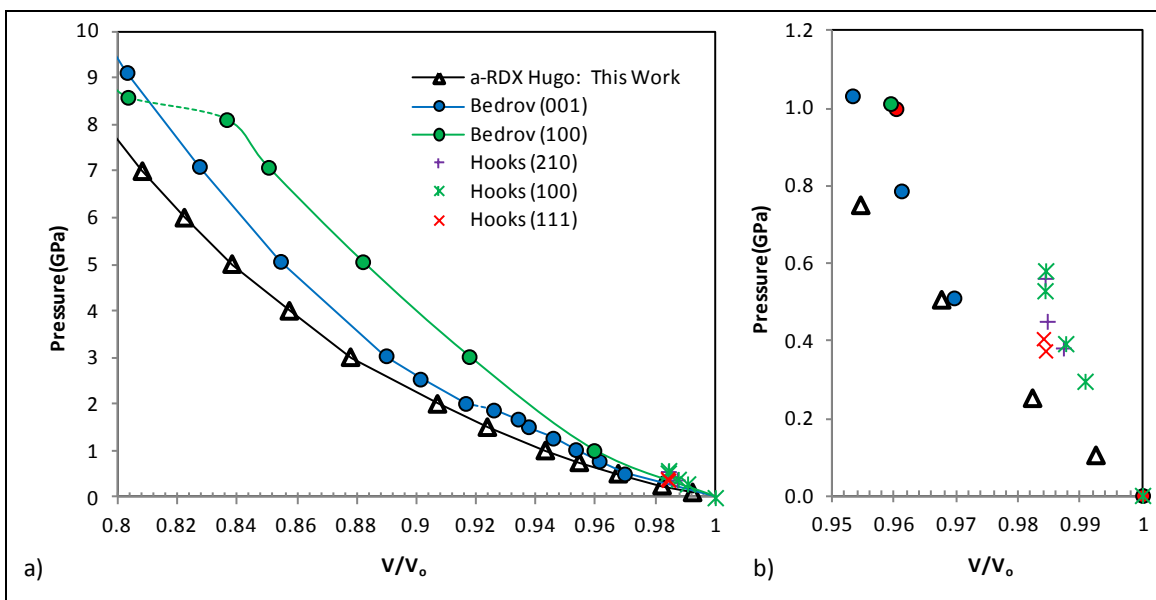 10
9
8
7
6
5
4
3
2
1
0
Pressure(GPa)
0.8 0.82 0.84 0.86 0.88 0.9 0.92 0.94 0.96 0.98 1
V/Vo
a)
a-RDX Hugo: This Work
Bedrov (001)
Bedrov (100)
Hooks (210)
Hooks (100)
Hooks (111)
1.2
1.0
0.8
0.6
0.4
0.2
0.0
Pressure(GPa)
0.95 0.96 0.97 0.98 0.99 1
V/Vo
b)